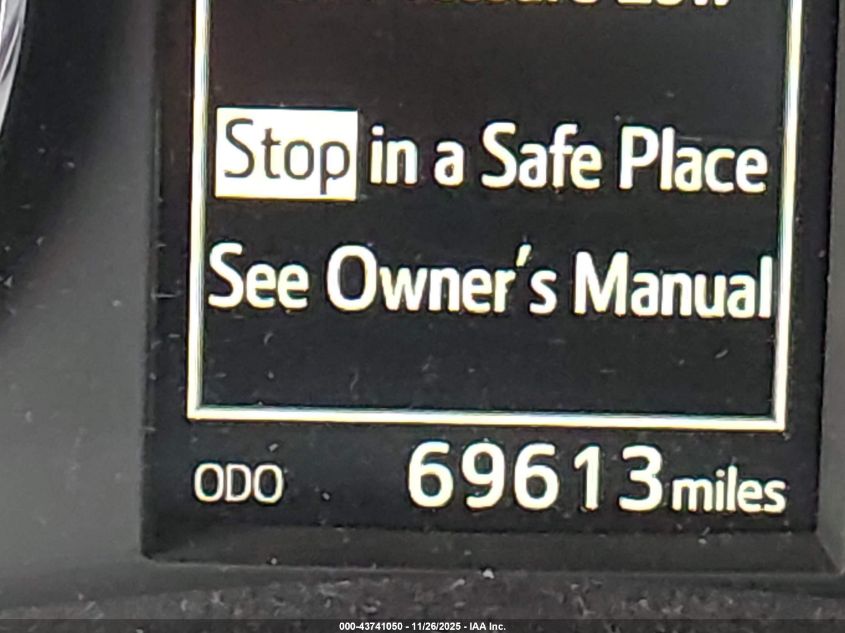 Stop in a Safe Place
See Owner's Manual
ODO 69613 miles
000-43741050 - 11/26/2025 - IAA Inc.